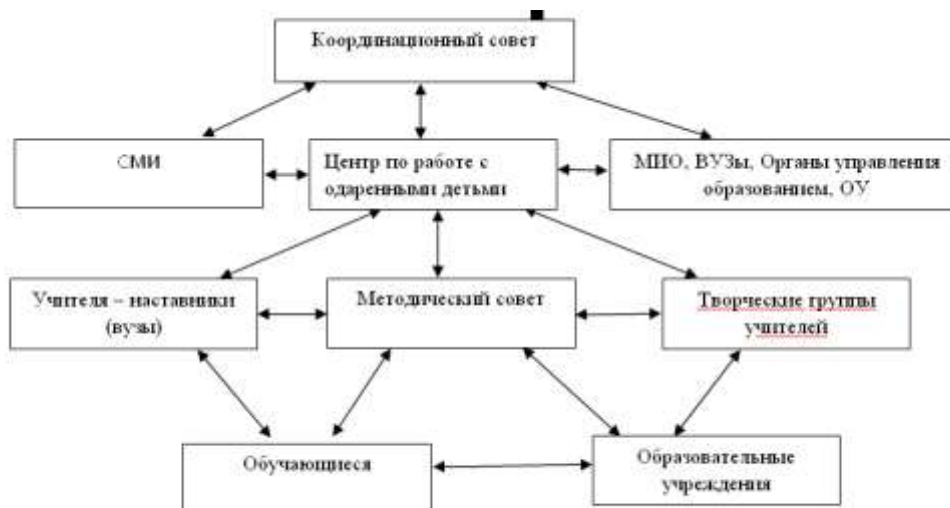 Координационный совет
СМИ
Центр по работе с
одаренными детьми
МИО, ВУЗы, Органы управления
образованием, ОУ
Учителя – наставники
(вузы)
Методический совет
Творческие группы
учителей
Обучающиеся
Образовательные
учреждения